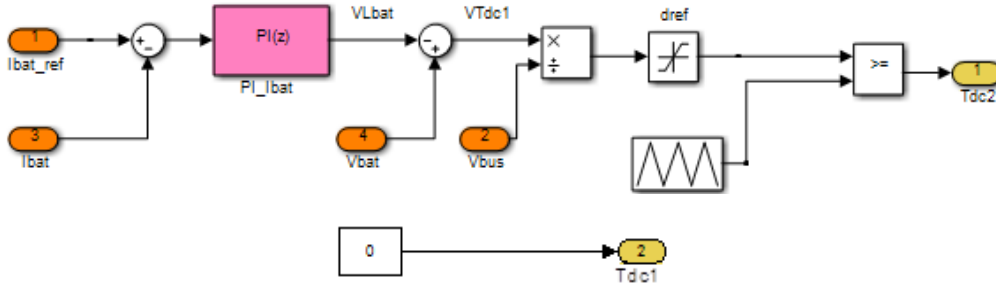 VLbat
VTdc1
dref
1
Ibat_ref
+
-
PI(z)
PI_Ibat
-
+
×
÷
>=
1
Tdc2
3
Ibat
4
Vbat
2
Vbus
0
2
Tdc1